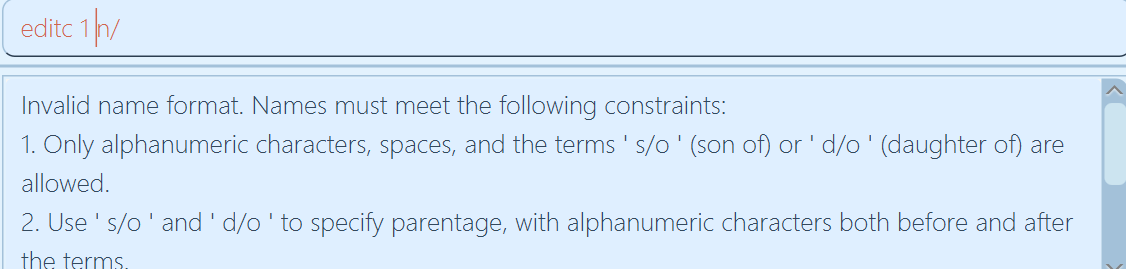 editc 1 n/
Invalid name format. Names must meet the following constraints:
1. Only alphanumeric characters, spaces, and the terms ' s/o ' (son of) or ' d/o ' (daughter of) are
allowed.
2. Use ' s/o ' and ' d/o ' to specify parentage, with alphanumeric characters both before and after
the terms.